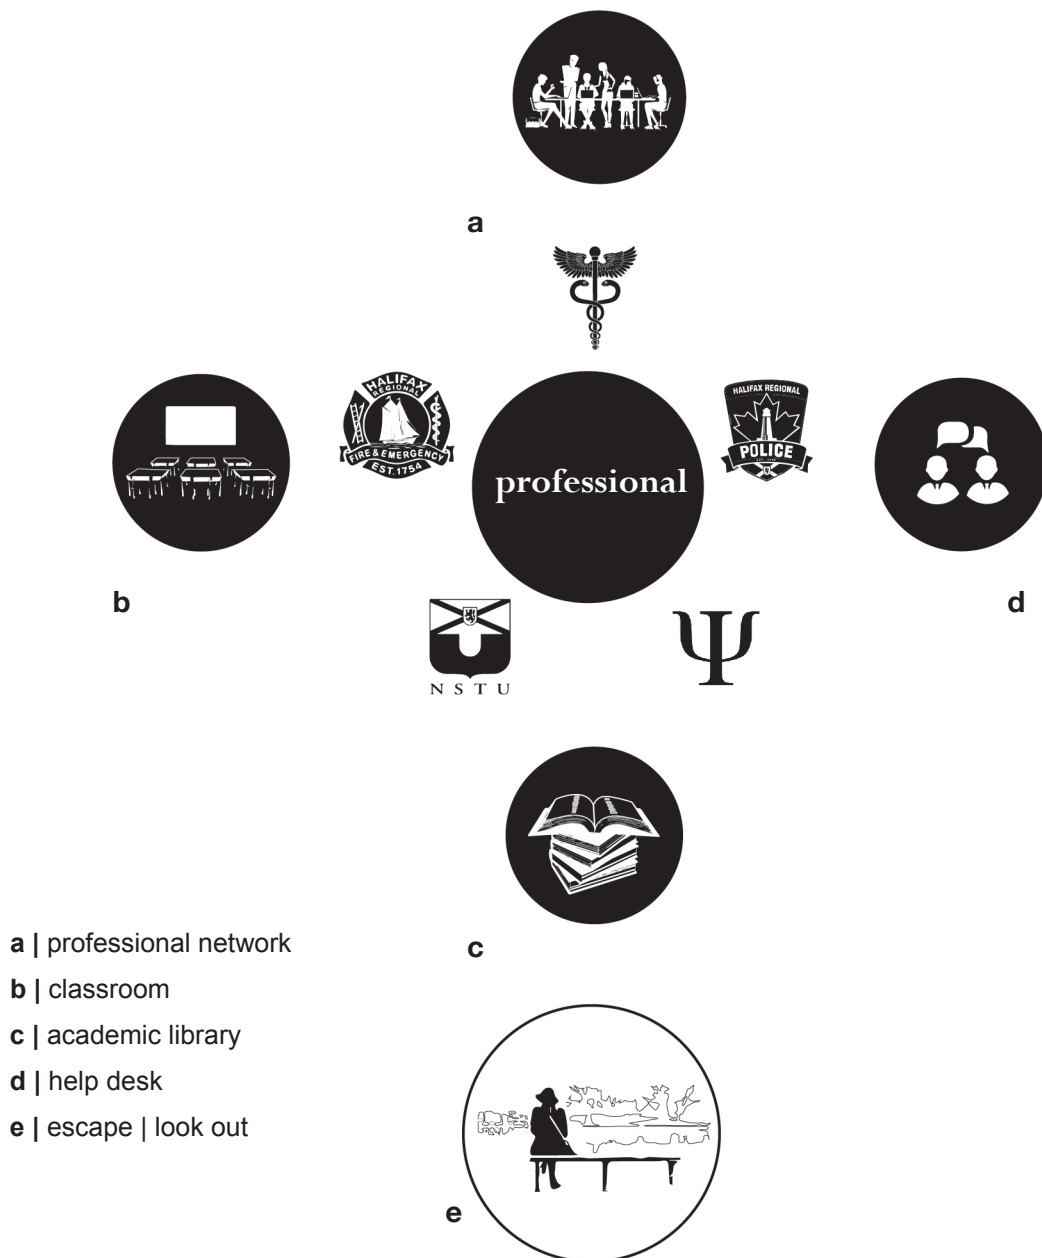 a
HALIFAX
REGIONAL
FIRE & EMERGENCY
EST.1754
HALIFAX REGIONAL
POLICE
professional
b
d
NSTU
Ψ
c
a | professional network
b | classroom
c | academic library
d | help desk
e | escape | look out
e